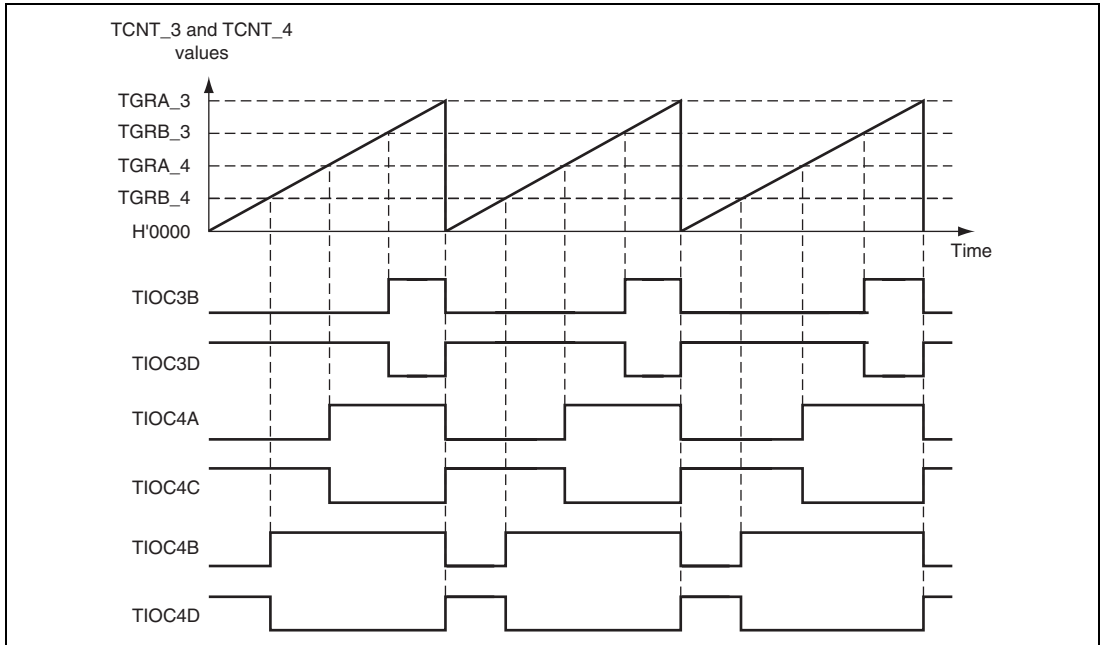 TCNT_3 and TCNT_4
values
TGRA_3
TGRB_3
TGRA_4
TGRB_4
H'0000
Time
TIOC3B
TIOC3D
TIOC4A
TIOC4C
TIOC4B
TIOC4D